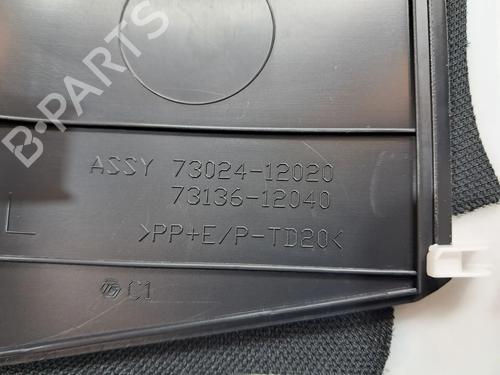 B-PARTS
ASSY 73024-12020
73136-12040
L
>PP+E/P-TD20<
C1